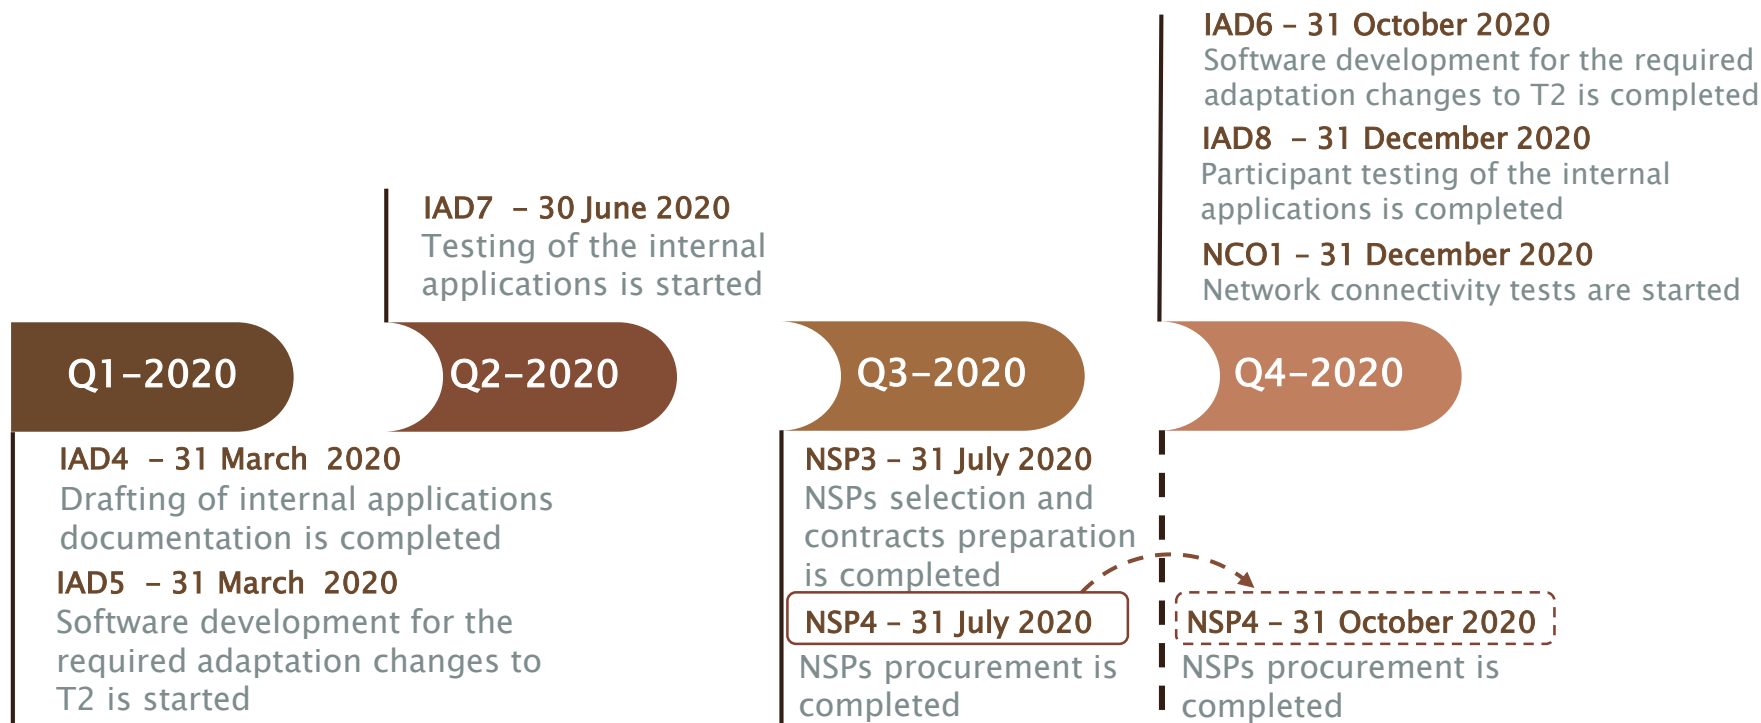 IAD6 – 31 October 2020
Software development for the required
adaptation changes to T2 is completed
IAD8 – 31 December 2020
Participant testing of the internal
applications is completed
NCO1 – 31 December 2020
Network connectivity tests are started
IAD7 – 30 June 2020
Testing of the internal
applications is started
Q1–2020
Q2–2020
Q3–2020
Q4–2020
IAD4 – 31 March 2020
Drafting of internal applications
documentation is completed
IAD5 – 31 March 2020
Software development for the
required adaptation changes to
T2 is started
NSP3 – 31 July 2020
NSPs selection and
contracts preparation
is completed
NSP4 – 31 July 2020
NSPs procurement is
completed
NSP4 – 31 October 2020
NSPs procurement is
completed